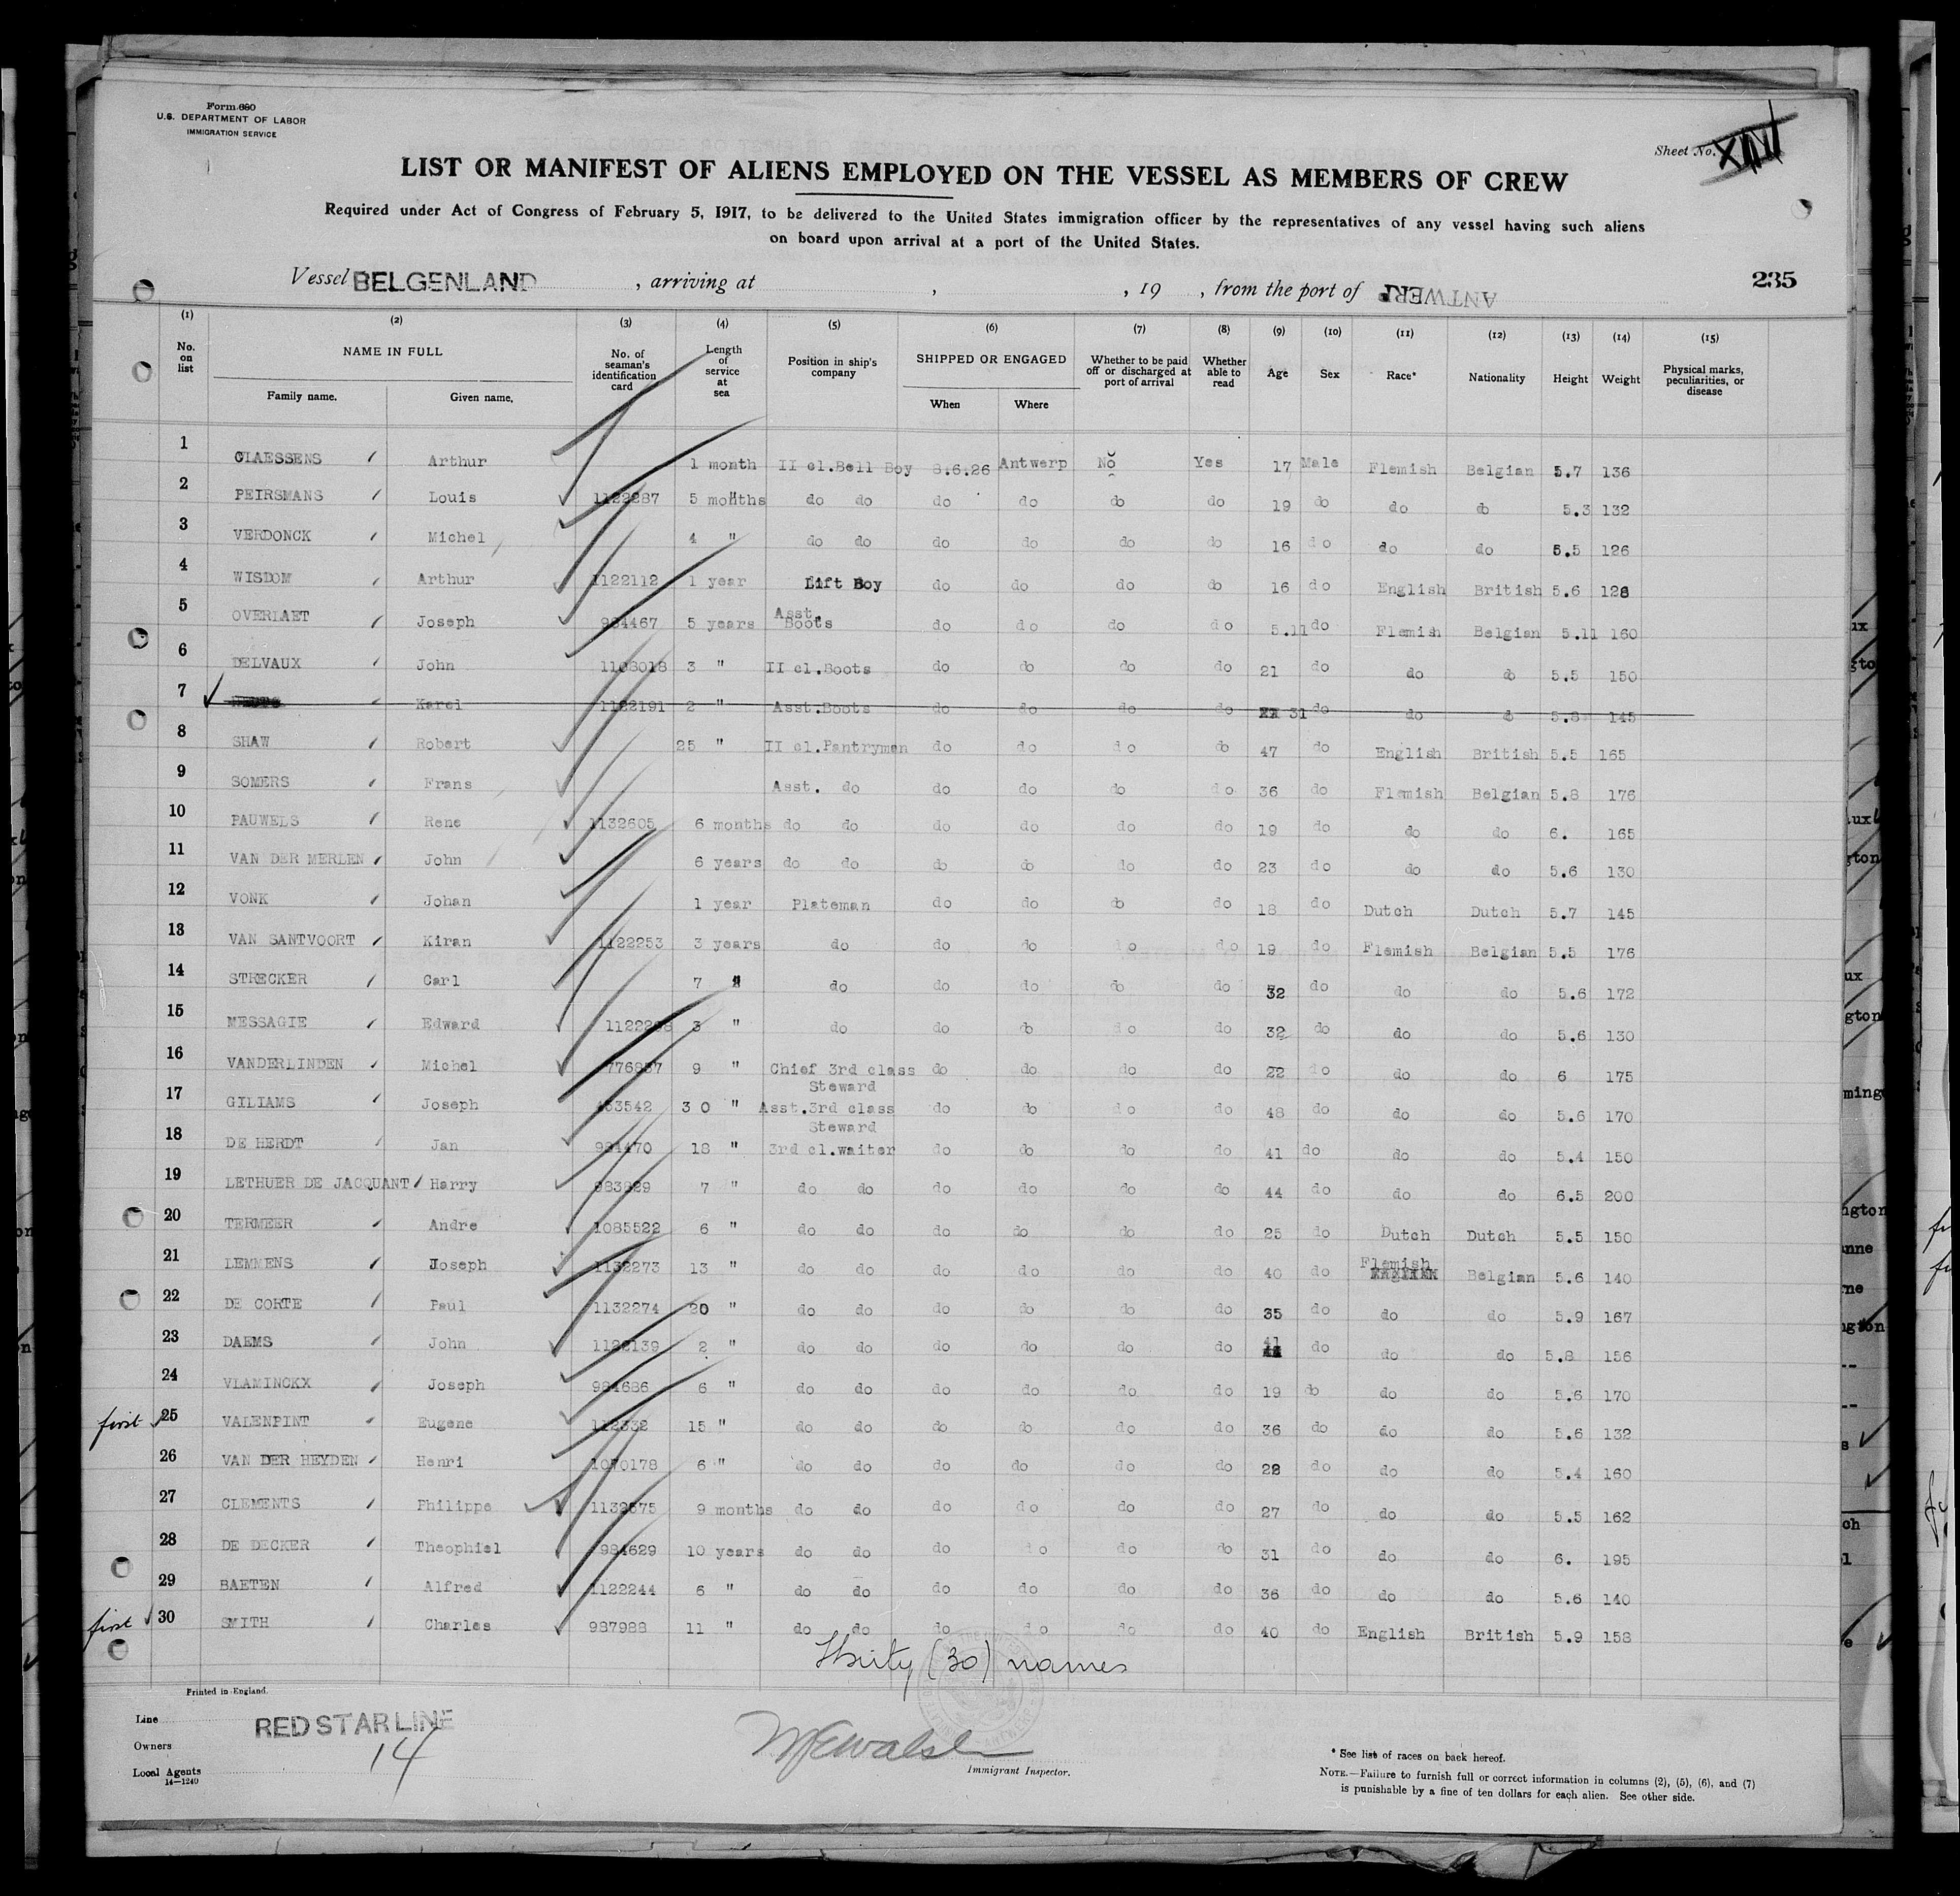 Form 680
U.S. DEPARTMENT OF LABOR
IMMIGRATION SERVICE
Sheet No.
LIST OR MANIFEST OF ALIENS EMPLOYED ON THE VESSEL AS MEMBERS OF CREW
Required under Act of Congress of February 5, 1917, to be delivered to the United States immigration officer by the representatives of any vessel having such aliens
on board upon arrival at a port of the United States.
Vessel BELGENLAND , arriving at , , 19 , from the port of ANTWERP.
235
(1) (2) (3) (4) (5) (6) (7) (8) (9) (10) (11) (12) (13) (14) (15)
No. on list NAME IN FULL Family name. Given name. No. of seaman's identification card Length of service at sea Position in ship's company SHIPPED OR ENGAGED When Where Whether to be paid off or discharged at port of arrival Whether able to read Age Sex Race* Nationality Height Weight Physical marks, peculiarities, or disease
1 CLAESSENS Arthur 1 month II cl.Bell Boy 8.6.26 Antwerp No Yes 17 Male Flemish Belgian 5.7 136
2 PEIRSMANS Louis 1122287 5 months do do do do do do 19 do do do 5.3 132
3 VERDONCK Michel 4 " do do do do do do 16 do do do 5.5 126
4 WISDOM Arthur 1122112 1 year Lift Boy do do do do 16 do English British 5.6 128
5 OVERLAET Joseph 984467 5 years Asst. Boots do do do do 5.11 do Flemish Belgian 5.11 160
6 DELVAUX John 1108018 3 " II cl.Boots do do do do 21 do do do 5.5 150
7 Karel 1122191 2 " Asst.Boots do do do do 31 do do do 5.8 145
8 SHAW Robert 25 " II cl.Pantryman do do do do 47 do English British 5.5 165
9 SOMERS Frans Asst. do do do do do 36 do Flemish Belgian 5.8 176
10 PAUWELS Rene 1132605 6 months do do do do do do 19 do do do 6. 165
11 VAN DER MERLEN John 6 years do do do do do do 23 do do do 5.6 130
12 VONK Johan 1 year Plateman do do do do 18 do Dutch Dutch 5.7 145
13 VAN SANTVOORT Kiran 1122253 3 years do do do do do 19 do Flemish Belgian 5.5 176
14 STRECKER Carl 7 " do do do do do 32 do do do 5.6 172
15 MESSAGIE Edward 3 " do do do do do 32 do do do 5.6 130
16 VANDERLINDEN Michel 776857 9 " Chief 3rd class Steward do do do do 22 do do do 6 175
17 GILIAMS Joseph 30 " Asst.3rd class Steward do do do do 48 do do do 5.6 170
18 DE HERDT Jan 984470 18 " 3rd cl.waiter do do do do 41 do do do 5.4 150
19 LETHUER DE JACQUANT Harry 983829 7 " do do do do do do 44 do do do 6.5 200
20 TERMEER Andre 1085522 6 " do do do do do do 25 do Dutch Dutch 5.5 150
21 LEMMENS Joseph 1132273 13 " do do do do do do 40 do Flemish Belgian 5.6 140
22 DE CORTE Paul 1132274 20 " do do do do do do 35 do do do 5.9 167
23 DAEMS John 1122139 2 " do do do do do do 41 do do do 5.8 156
24 VLAMINCKX Joseph 984686 6 " do do do do do do 19 do do do 5.6 170
first 25 VALENPINT Eugene 112332 15 " do do do do do do 36 do do do 5.6 132
26 VAN DER HEYDEN Henri 1070178 6 " do do do do do do 28 do do do 5.4 160
27 CLEMENTS Philippe 1132575 9 months do do do do do do 27 do do do 5.5 162
28 DE DECKER Theophiel 984629 10 years do do do do do do 31 do do do 6. 195
29 BAETEN Alfred 1122244 6 " do do do do do do 36 do do do 5.6 140
first 30 SMITH Charles 987988 11 " do do do do do do 40 do English British 5.9 158
Thirty (30) names
Printed in England.
Line RED STAR LINE
Owners 14
Local Agents
14—1240
Immigrant Inspector.
* See list of races on back hereof.
NOTE.—Failure to furnish full or correct information in columns (2), (5), (6), and (7)
is punishable by a fine of ten dollars for each alien. See other side.